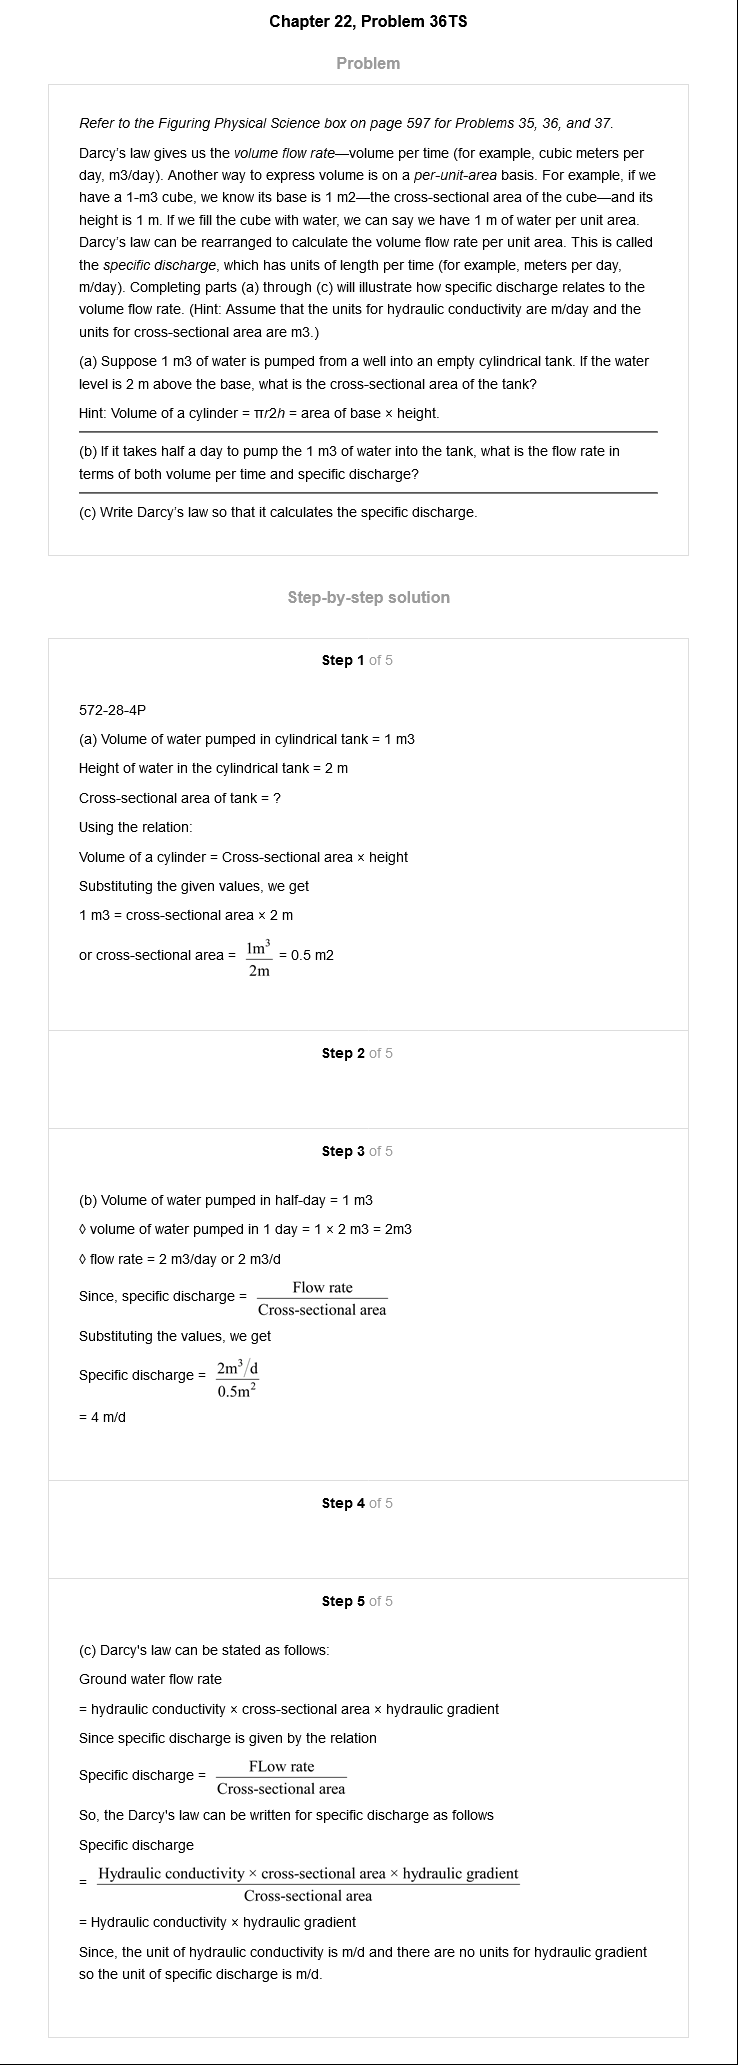 Chapter 22, Problem 36TS
Problem
Refer to the Figuring Physical Science box on page 597 for Problems 35, 36, and 37.
Darcy's law gives us the volume flow rate—volume per time (for example, cubic meters per
day, m3/day). Another way to express volume is on a per-unit-area basis. For example, if we
have a 1-m3 cube, we know its base is 1 m2—the cross-sectional area of the cube—and its
height is 1 m. If we fill the cube with water, we can say we have 1 m of water per unit area.
Darcy's law can be rearranged to calculate the volume flow rate per unit area. This is called
the specific discharge, which has units of length per time (for example, meters per day,
m/day). Completing parts (a) through (c) will illustrate how specific discharge relates to the
volume flow rate. (Hint: Assume that the units for hydraulic conductivity are m/day and the
units for cross-sectional area are m3.)
(a) Suppose 1 m3 of water is pumped from a well into an empty cylindrical tank. If the water
level is 2 m above the base, what is the cross-sectional area of the tank?
Hint: Volume of a cylinder = πr2h = area of base × height.
(b) If it takes half a day to pump the 1 m3 of water into the tank, what is the flow rate in
terms of both volume per time and specific discharge?
(c) Write Darcy's law so that it calculates the specific discharge.
Step-by-step solution
Step 1 of 5
572-28-4P
(a) Volume of water pumped in cylindrical tank = 1 m3
Height of water in the cylindrical tank = 2 m
Cross-sectional area of tank = ?
Using the relation:
Volume of a cylinder = Cross-sectional area × height
Substituting the given values, we get
1 m3 = cross-sectional area × 2 m
or cross-sectional area = 1m³/2m = 0.5 m2
Step 2 of 5
Step 3 of 5
(b) Volume of water pumped in half-day = 1 m3
◊ volume of water pumped in 1 day = 1 × 2 m3 = 2m3
◊ flow rate = 2 m3/day or 2 m3/d
Since, specific discharge = Flow rate / Cross-sectional area
Substituting the values, we get
Specific discharge = 2m³/d / 0.5m²
= 4 m/d
Step 4 of 5
Step 5 of 5
(c) Darcy's law can be stated as follows:
Ground water flow rate
= hydraulic conductivity × cross-sectional area × hydraulic gradient
Since specific discharge is given by the relation
Specific discharge = FLow rate / Cross-sectional area
So, the Darcy's law can be written for specific discharge as follows
Specific discharge
= Hydraulic conductivity × cross-sectional area × hydraulic gradient / Cross-sectional area
= Hydraulic conductivity × hydraulic gradient
Since, the unit of hydraulic conductivity is m/d and there are no units for hydraulic gradient
so the unit of specific discharge is m/d.